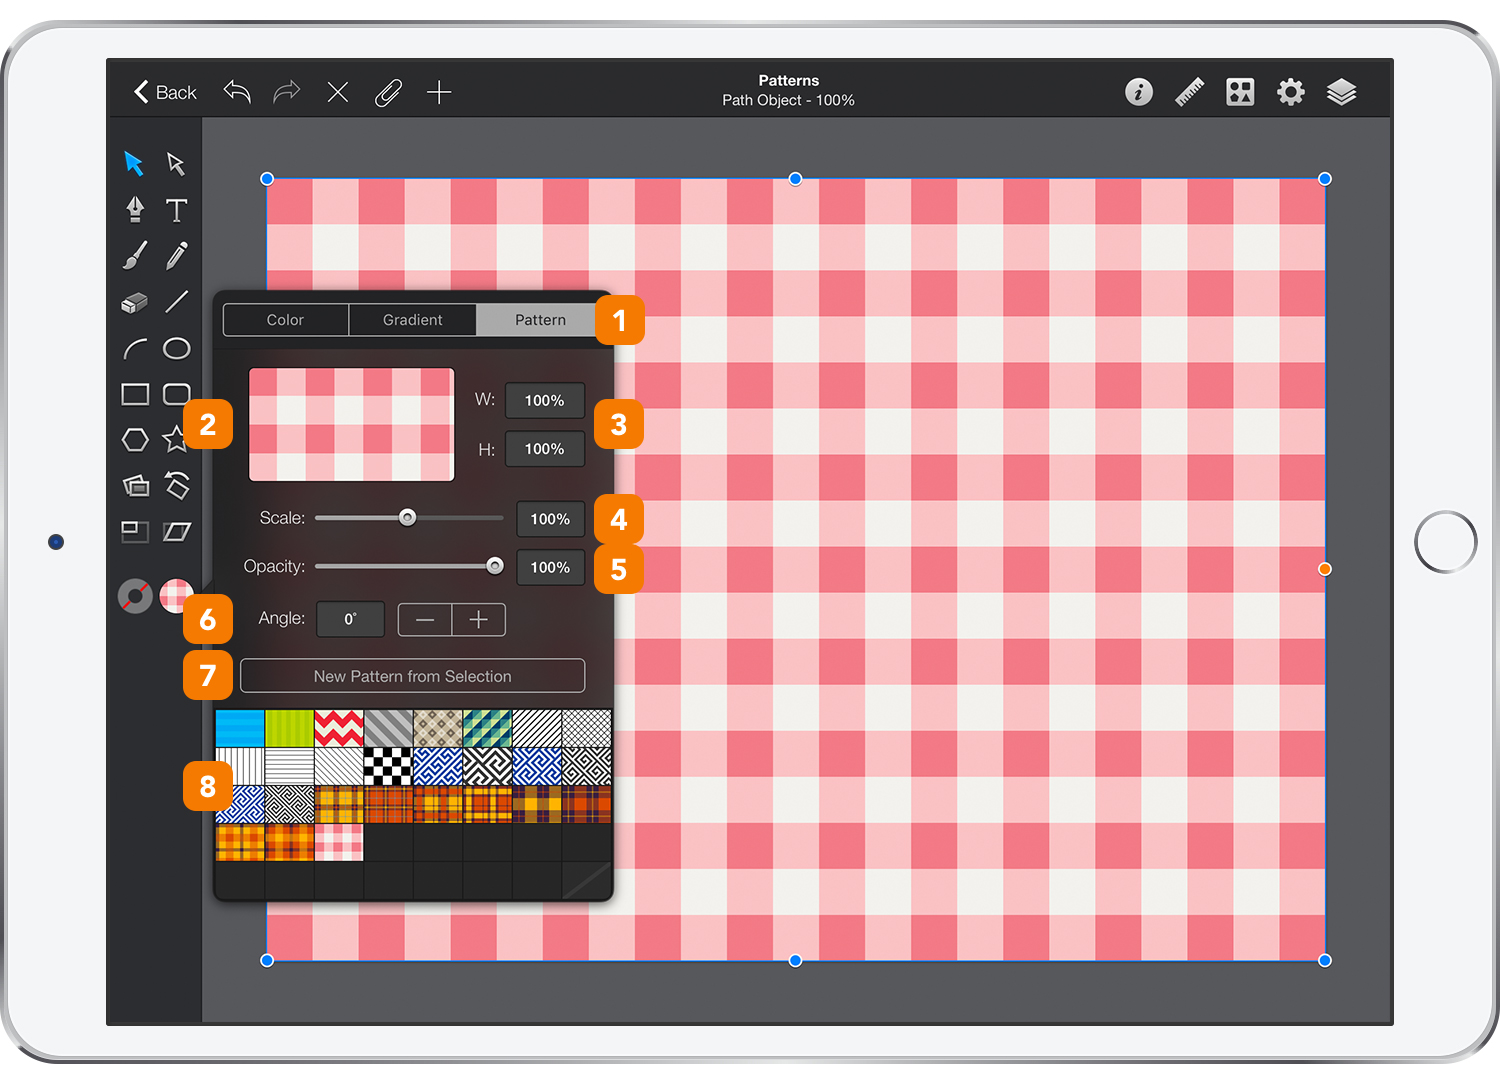 Back
Patterns
Path Object - 100%
T
Color Gradient Pattern 1
2
W: 100%
3
H: 100%
Scale: 100% 4
Opacity: 100% 5
6 Angle: 0° — +
7 New Pattern from Selection
8